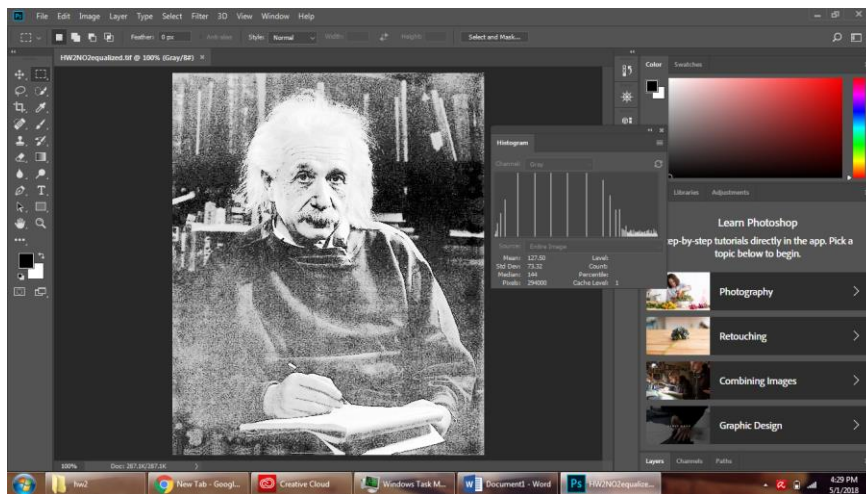 Ps File Edit Image Layer Type Select Filter 3D View Window Help
Feather: 0 px Anti-alias Style: Normal Width: Height: Select and Mask...
HW2NO2equalized.tif @ 100% (Gray/8#) ×
Color Swatches
Histogram
Channel: Gray
Source: Entire Image
Mean: 127.50 Level:
Std Dev: 73.32 Count:
Median: 144 Percentile:
Pixels: 294000 Cache Level: 1
Libraries Adjustments
Learn Photoshop
ep-by-step tutorials directly in the app. Pick a
topic below to begin.
Photography
Retouching
Combining Images
Graphic Design
100% Doc: 287.1K/287.1K
Layers Channels Paths
hw2 New Tab - Googl... Creative Cloud Windows Task M... Document1 - Word HW2NO2equalize...
4:29 PM
5/1/2018